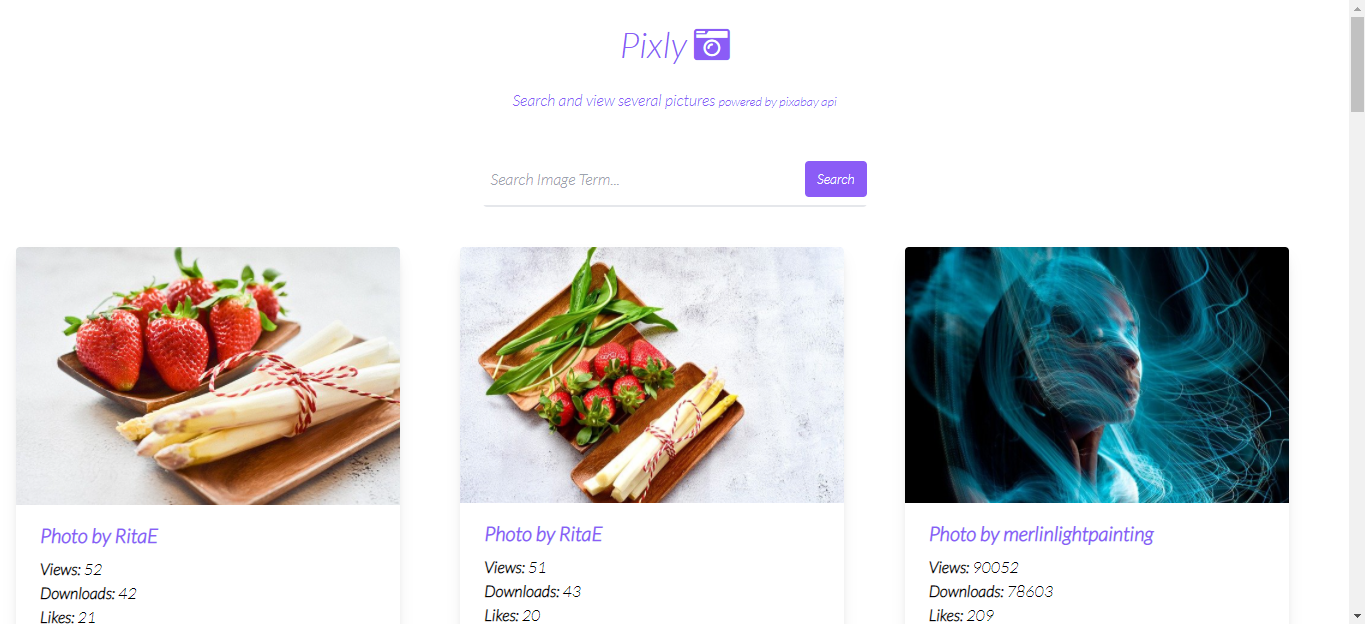 Pixly
Search and view several pictures powered by pixabay api
Search Image Term...
Search
Photo by RitaE
Views: 52
Downloads: 42
Likes: 21
Photo by RitaE
Views: 51
Downloads: 43
Likes: 20
Photo by merlinlightpainting
Views: 90052
Downloads: 78603
Likes: 209